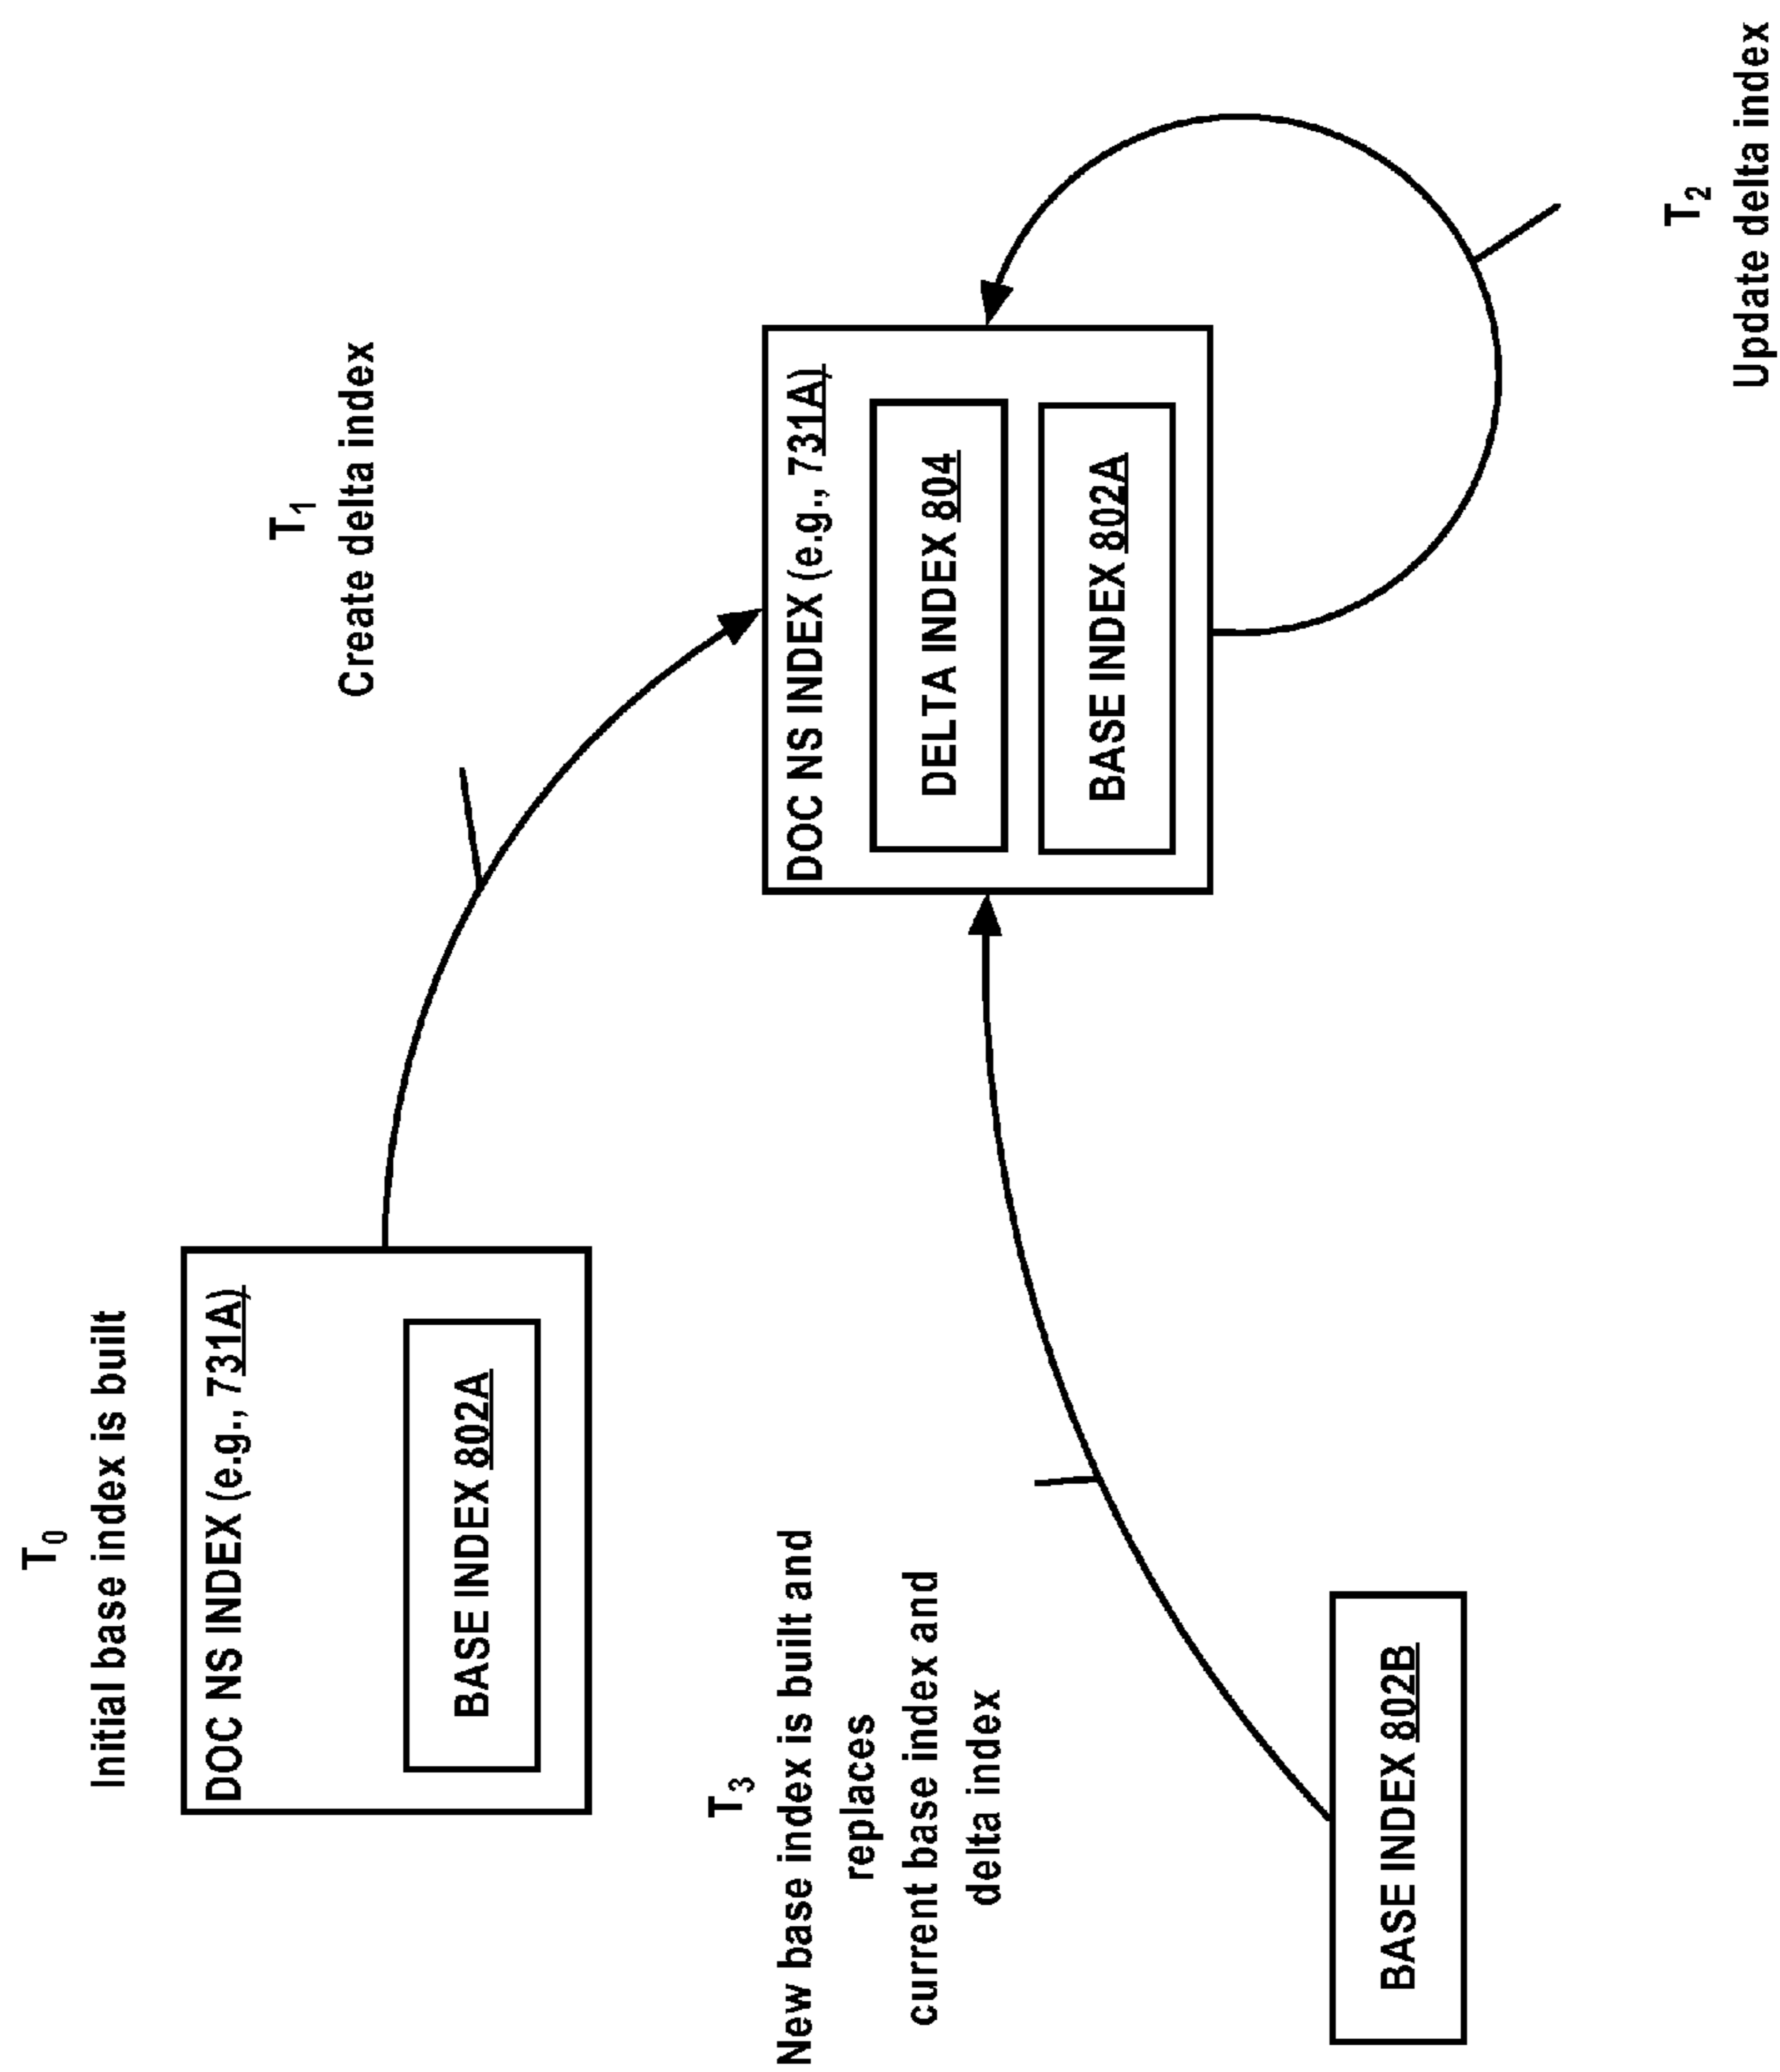 T0
Initial base index is built
DOC NS INDEX (e.g., 731A)
BASE INDEX 802A
T1
Create delta index
DOC NS INDEX (e.g., 731A)
DELTA INDEX 804
BASE INDEX 802A
T3
New base index is built and
replaces
current base index and
delta index
BASE INDEX 802B
T2
Update delta index